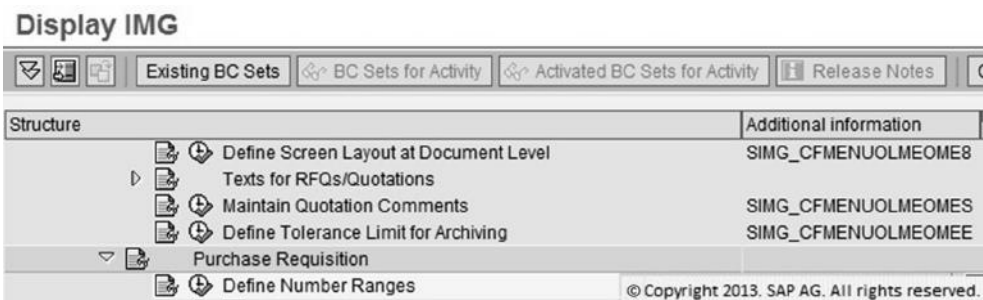 Display IMG
Existing BC Sets BC Sets for Activity Activated BC Sets for Activity Release Notes
Structure Additional information
Define Screen Layout at Document Level SIMG_CFMENUOLMEOME8
Texts for RFQs/Quotations
Maintain Quotation Comments SIMG_CFMENUOLMEOMES
Define Tolerance Limit for Archiving SIMG_CFMENUOLMEOMEE
Purchase Requisition
Define Number Ranges © Copyright 2013. SAP AG. All rights reserved.